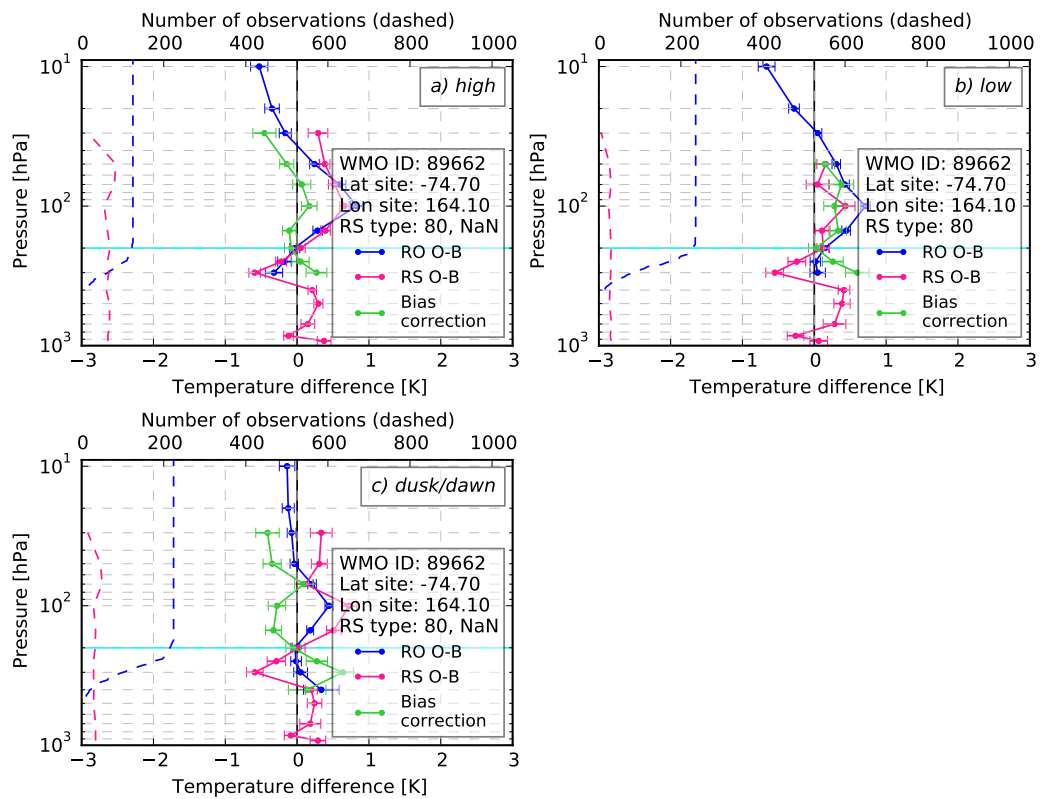 Number of observations (dashed)
0 200 400 600 800 1000
10¹
10²
10³
Pressure [hPa]
a) high
WMO ID: 89662
Lat site: -74.70
Lon site: 164.10
RS type: 80, NaN
RO O-B
RS O-B
Bias
correction
−3 −2 −1 0 1 2 3
Temperature difference [K]
Number of observations (dashed)
0 200 400 600 800 1000
10¹
10²
10³
Pressure [hPa]
b) low
WMO ID: 89662
Lat site: -74.70
Lon site: 164.10
RS type: 80
RO O-B
RS O-B
Bias
correction
−3 −2 −1 0 1 2 3
Temperature difference [K]
Number of observations (dashed)
0 200 400 600 800 1000
10¹
10²
10³
Pressure [hPa]
c) dusk/dawn
WMO ID: 89662
Lat site: -74.70
Lon site: 164.10
RS type: 80, NaN
RO O-B
RS O-B
Bias
correction
−3 −2 −1 0 1 2 3
Temperature difference [K]